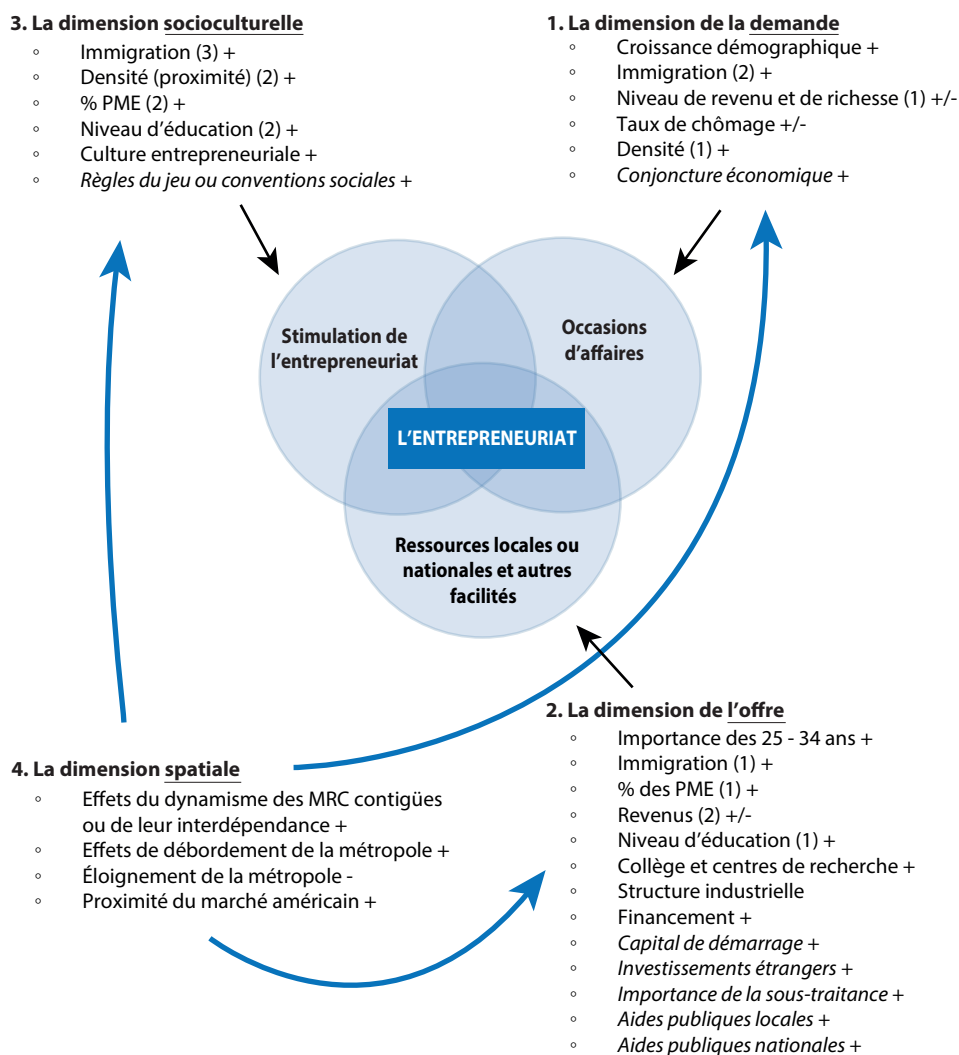 3. La dimension socioculturelle
◦ Immigration (3) +
◦ Densité (proximité) (2) +
◦ % PME (2) +
◦ Niveau d’éducation (2) +
◦ Culture entrepreneuriale +
◦ Règles du jeu ou conventions sociales +
1. La dimension de la demande
◦ Croissance démographique +
◦ Immigration (2) +
◦ Niveau de revenu et de richesse (1) +/-
◦ Taux de chômage +/-
◦ Densité (1) +
◦ Conjoncture économique +
Stimulation de
l’entrepreneuriat
Occasions
d’affaires
L’ENTREPRENEURIAT
Ressources locales ou
nationales et autres
facilités
4. La dimension spatiale
◦ Effets du dynamisme des MRC contigües
ou de leur interdépendance +
◦ Effets de débordement de la métropole +
◦ Éloignement de la métropole -
◦ Proximité du marché américain +
2. La dimension de l’offre
◦ Importance des 25 - 34 ans +
◦ Immigration (1) +
◦ % des PME (1) +
◦ Revenus (2) +/-
◦ Niveau d’éducation (1) +
◦ Collège et centres de recherche +
◦ Structure industrielle
◦ Financement +
◦ Capital de démarrage +
◦ Investissements étrangers +
◦ Importance de la sous-traitance +
◦ Aides publiques locales +
◦ Aides publiques nationales +